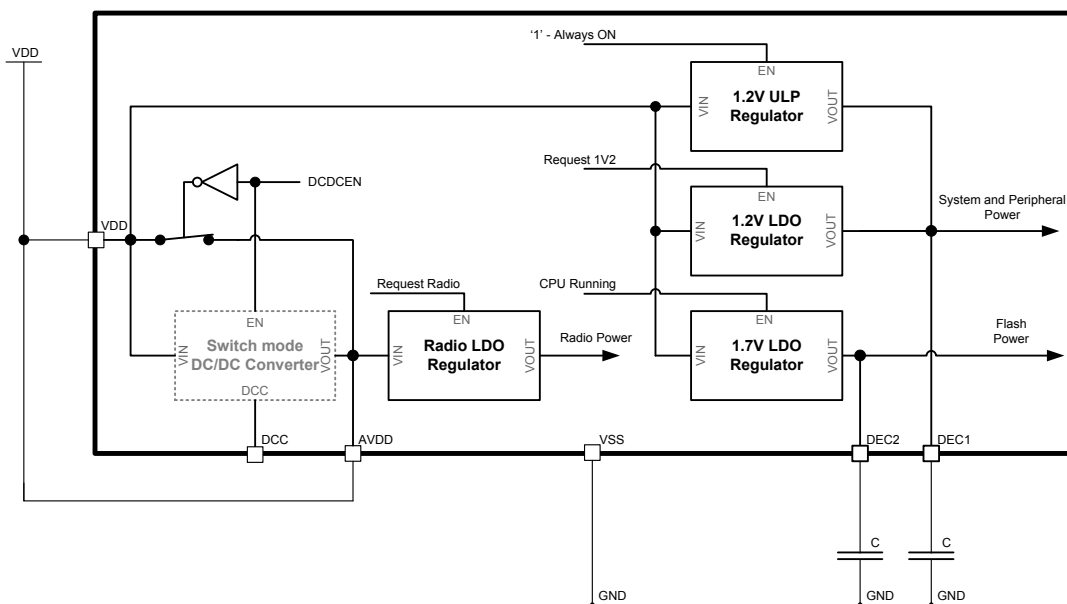 '1' - Always ON
VDD
EN
VIN
1.2V ULP
Regulator
VOUT
Request 1V2
DCDCEN
EN
VIN
1.2V LDO
Regulator
VOUT
System and Peripheral
Power
VDD
Request Radio
CPU Running
EN
VIN
Switch mode
DC/DC Converter
VOUT
DCC
EN
VIN
Radio LDO
Regulator
VOUT
Radio Power
EN
VIN
1.7V LDO
Regulator
VOUT
Flash
Power
DCC
AVDD
VSS
DEC2
DEC1
C
C
GND
GND
GND